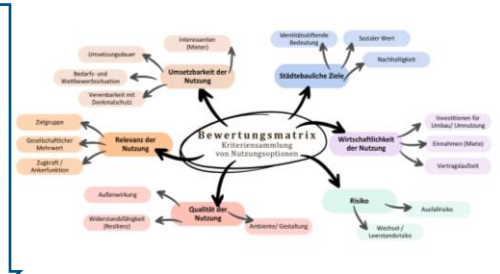 Bewertungsmatrix
Kriteriensammlung
von Nutzungsoptionen
Umsetzbarkeit der
Nutzung
Interessenten
(Mieter)
Umsetzungsdauer
Bedarfs- und
Wettbewerbssituation
Vereinbarkeit mit
Denkmalschutz
Städtebauliche Ziele
Identitätsstiftende
Bedeutung
Sozialer Wert
Nachhaltigkeit
Relevanz der
Nutzung
Zielgruppe
Gesellschaftlicher
Mehrwert
Zugkraft /
Ankerfunktion
Wirtschaftlichkeit
der Nutzung
Investitionen für
Umbau/ Umnutzung
Einnahmen (Miete)
Vertragslaufzeit
Qualität der
Nutzung
Außenwirkung
Widerstandsfähigkeit
(Resilienz)
Ambiente/ Gestaltung
Risiko
Ausfallrisiko
Wechsel-/
Leerstandsrisiko